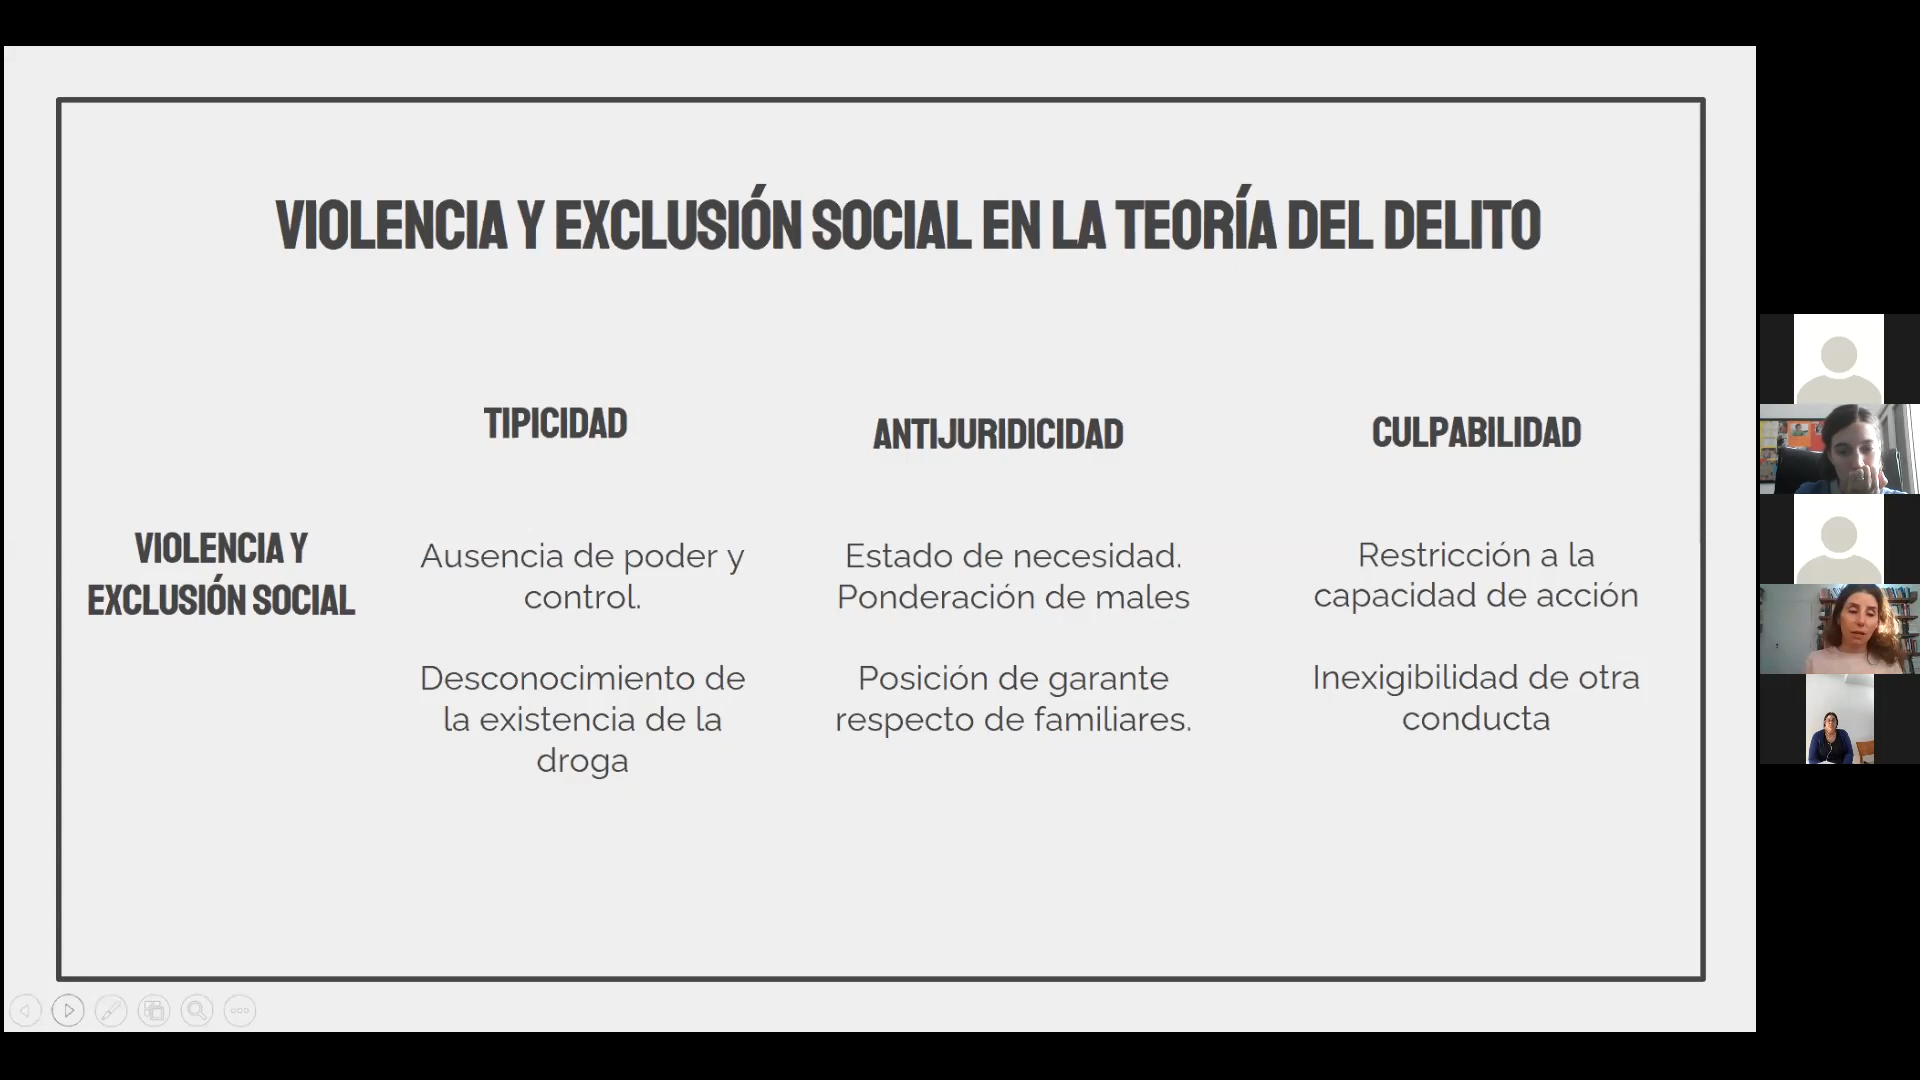 VIOLENCIA Y EXCLUSIÓN SOCIAL EN LA TEORÍA DEL DELITO
TIPICIDAD
ANTIJURIDICIDAD
CULPABILIDAD
VIOLENCIA Y
EXCLUSIÓN SOCIAL
Ausencia de poder y
control.
Desconocimiento de
la existencia de la
droga
Estado de necesidad.
Ponderación de males
Posición de garante
respecto de familiares.
Restricción a la
capacidad de acción
Inexigibilidad de otra
conducta